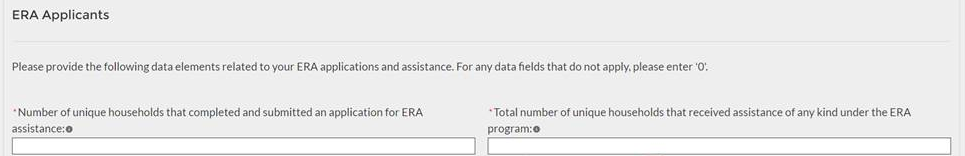 ERA Applicants
Please provide the following data elements related to your ERA applications and assistance. For any data fields that do not apply, please enter '0'.
*Number of unique households that completed and submitted an application for ERA
assistance:
*Total number of unique households that received assistance of any kind under the ERA
program: